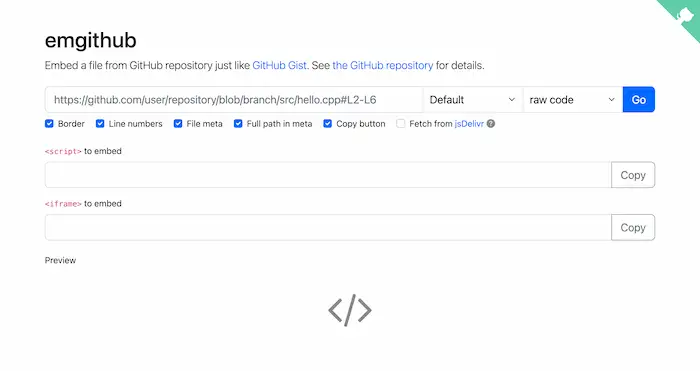 emgithub
Embed a file from GitHub repository just like GitHub Gist. See the GitHub repository for details.
https://github.com/user/repository/blob/branch/src/hello.cpp#L2-L6 Default raw code Go
Border Line numbers File meta Full path in meta Copy button Fetch from jsDelivr ?
<script> to embed
Copy
<iframe> to embed
Copy
Preview
</>